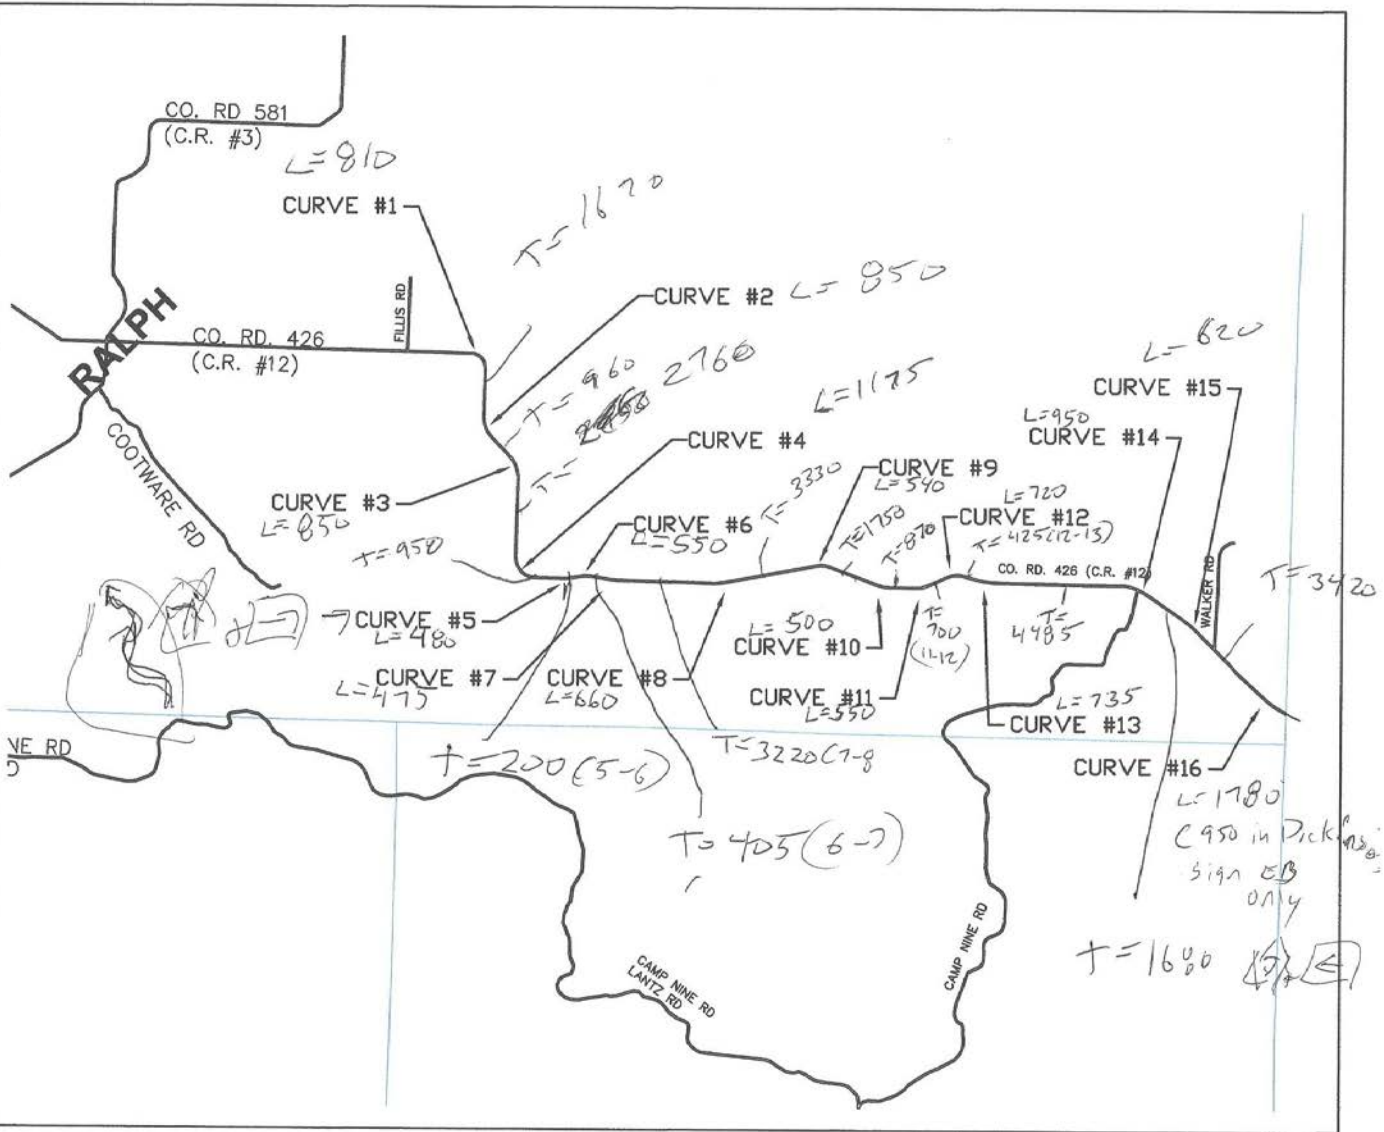 CO. RD 581
(C.R. #3)
L=810
CURVE #1
T=1670
CURVE #2 L=850
FILLIS RD
RALPH
CO. RD. 426
(C.R. #12)
T=960
2760
T=
L=620
CURVE #15
L=1175
CURVE #4
L=950
CURVE #14
COOTWARE RD
CURVE #3
L=850
T=3330
CURVE #9
L=540
L=720
CURVE #12
T=425(12-13)
T=1750
T=870
CURVE #6
L=550
T=950
CO. RD. 426 (C.R. #12)
WALKER RD
T=3420
CURVE #5
L=480
L=500
CURVE #10
T=
700
(11-12)
T=
4485
CURVE #7
L=475
CURVE #8
L=660
CURVE #11
L=550
L=735
CURVE #13
NE RD
T=200(5-6)
T=3220(7-8
CURVE #16
L=1780
(950 in
sign EB
only
T=405(6-7)
T=1680
CAMP NINE RD
CAMP NINE RD
LANTZ RD